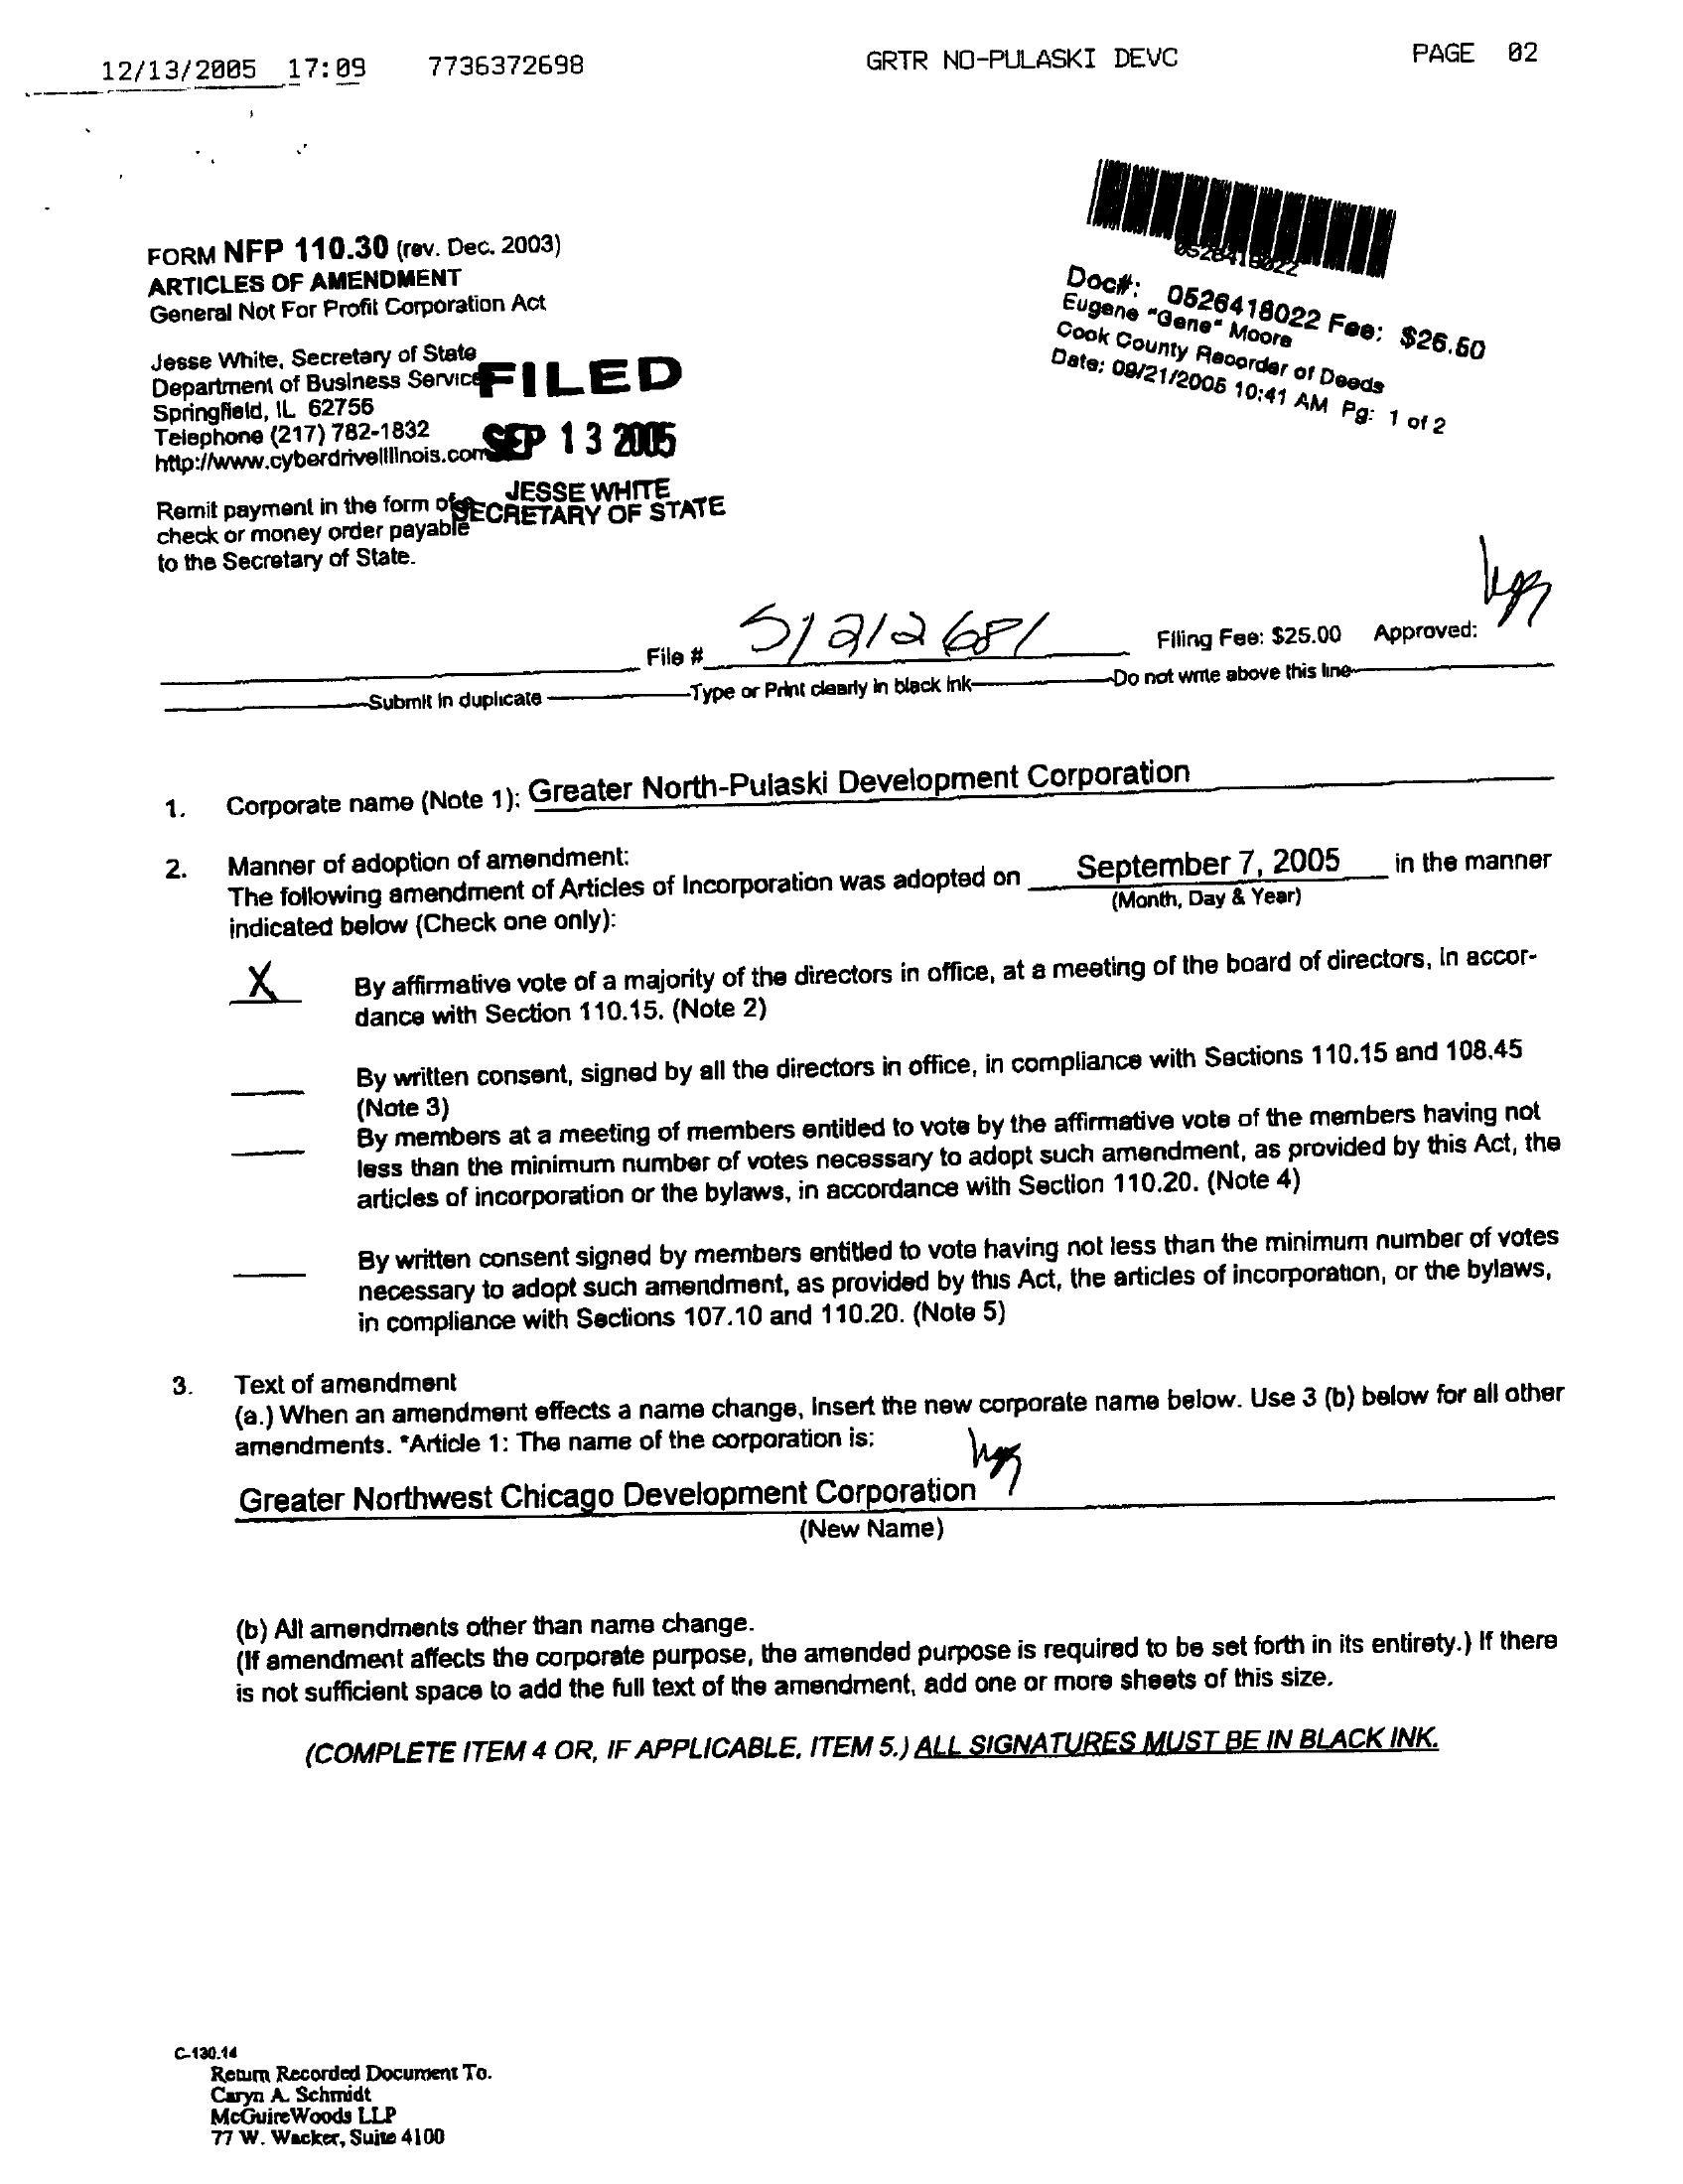 12/13/2005 17:09 7736372698 GRTR NO-PULASKI DEVC PAGE 02
0526418022
Doc#: 0526418022 Fee: $26.50
Eugene "Gene" Moore
Cook County Recorder of Deeds
Date: 09/21/2005 10:41 AM Pg: 1 of 2
FORM NFP 110.30 (rev. Dec. 2003)
ARTICLES OF AMENDMENT
General Not For Profit Corporation Act
Jesse White, Secretary of State
Department of Business Services
Springfield, IL 62756
Telephone (217) 782-1832
http://www.cyberdriveillinois.com
FILED
SEP 13 2005
JESSE WHITE
SECRETARY OF STATE
Remit payment in the form of a
check or money order payable
to the Secretary of State.
File # 51212681 Filing Fee: $25.00 Approved:
Submit in duplicate Type or Print clearly in black ink Do not write above this line
1. Corporate name (Note 1): Greater North-Pulaski Development Corporation
2. Manner of adoption of amendment:
The following amendment of Articles of Incorporation was adopted on September 7, 2005 in the manner
(Month, Day & Year)
indicated below (Check one only):
X By affirmative vote of a majority of the directors in office, at a meeting of the board of directors, in accor-
dance with Section 110.15. (Note 2)
By written consent, signed by all the directors in office, in compliance with Sections 110.15 and 108.45
(Note 3)
By members at a meeting of members entitled to vote by the affirmative vote of the members having not
less than the minimum number of votes necessary to adopt such amendment, as provided by this Act, the
articles of incorporation or the bylaws, in accordance with Section 110.20. (Note 4)
By written consent signed by members entitled to vote having not less than the minimum number of votes
necessary to adopt such amendment, as provided by this Act, the articles of incorporation, or the bylaws,
in compliance with Sections 107.10 and 110.20. (Note 5)
3. Text of amendment
(a.) When an amendment effects a name change, insert the new corporate name below. Use 3 (b) below for all other
amendments. *Article 1: The name of the corporation is:
Greater Northwest Chicago Development Corporation
(New Name)
(b) All amendments other than name change.
(If amendment affects the corporate purpose, the amended purpose is required to be set forth in its entirety.) If there
is not sufficient space to add the full text of the amendment, add one or more sheets of this size.
(COMPLETE ITEM 4 OR, IF APPLICABLE, ITEM 5.) ALL SIGNATURES MUST BE IN BLACK INK.
C-130.14
Return Recorded Document To.
Caryn A. Schmidt
McGuireWoods LLP
77 W. Wacker, Suite 4100